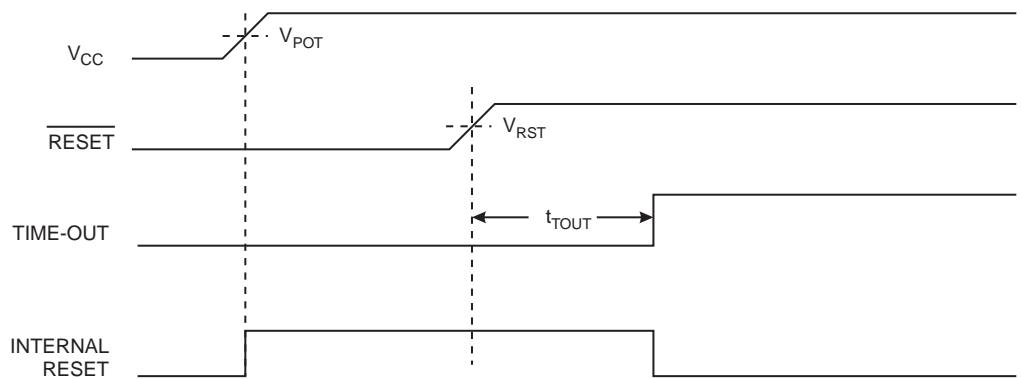 V_CC
V_POT
RESET
V_RST
TIME-OUT
t_TOUT
INTERNAL
RESET